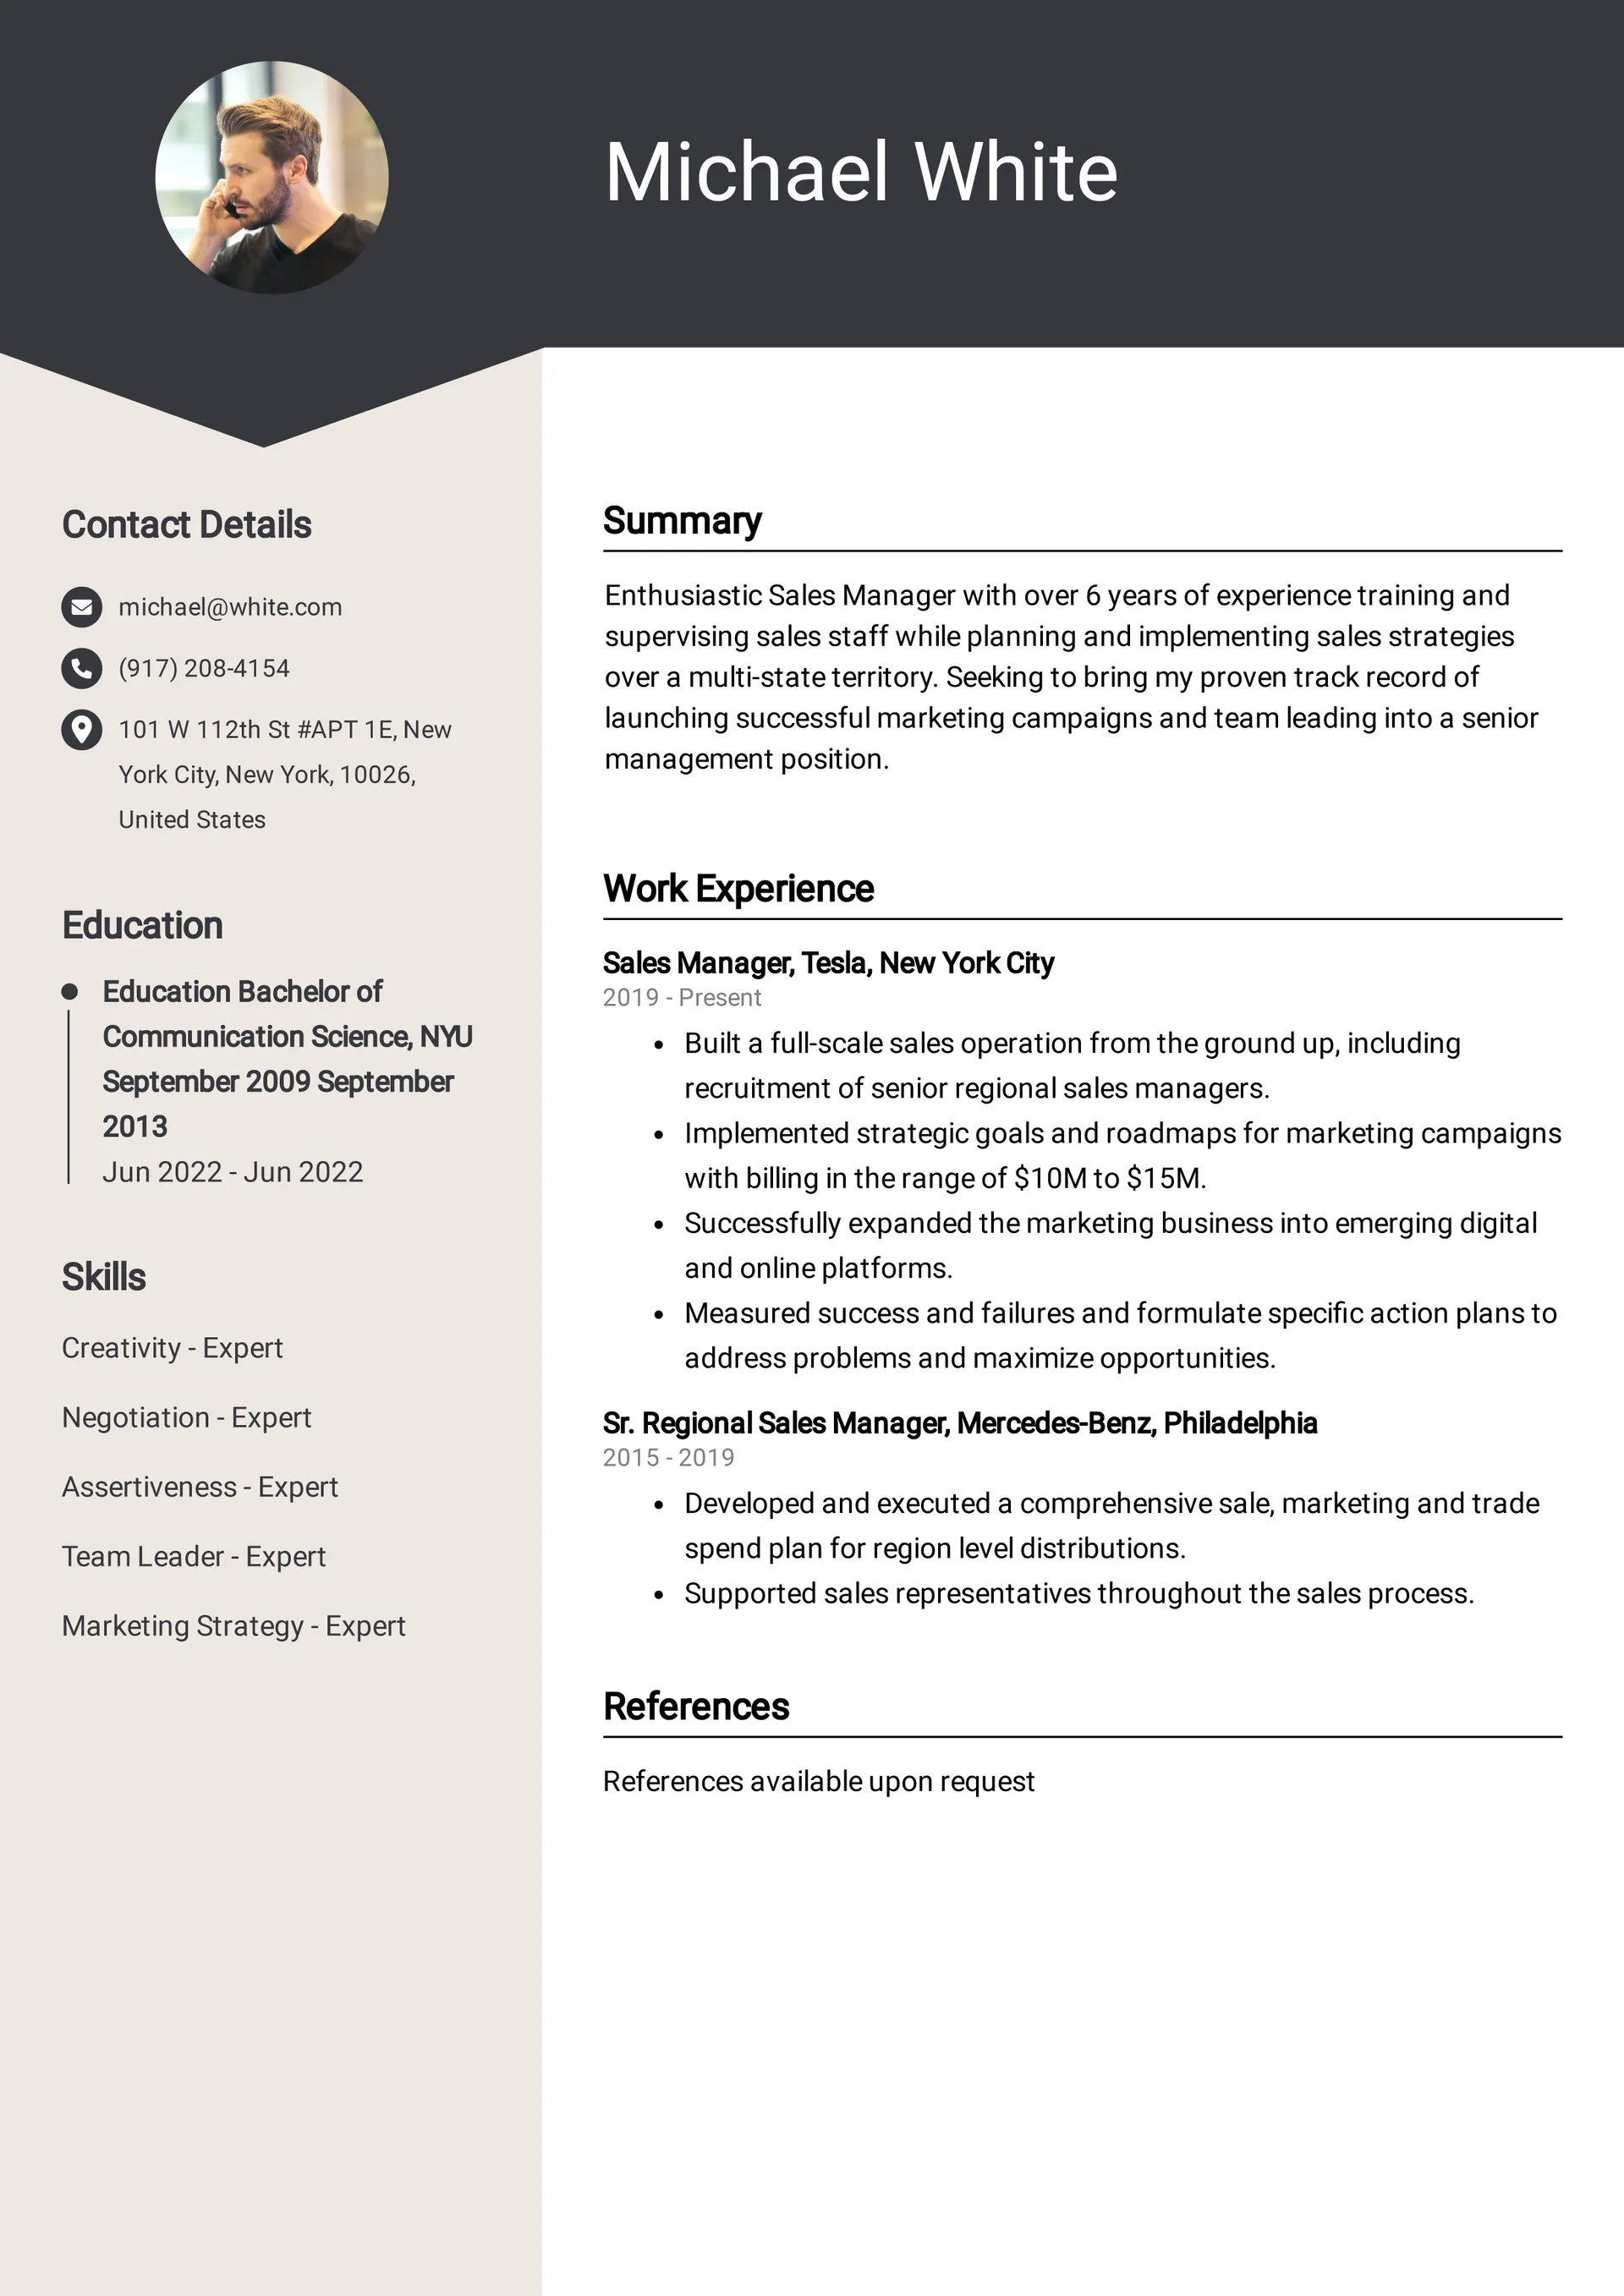 Michael White
Contact Details
michael@white.com
(917) 208-4154
101 W 112th St #APT 1E, New
York City, New York, 10026,
United States
Education
Education Bachelor of
Communication Science, NYU
September 2009 September
2013
Jun 2022 - Jun 2022
Skills
Creativity - Expert
Negotiation - Expert
Assertiveness - Expert
Team Leader - Expert
Marketing Strategy - Expert
Summary
Enthusiastic Sales Manager with over 6 years of experience training and
supervising sales staff while planning and implementing sales strategies
over a multi-state territory. Seeking to bring my proven track record of
launching successful marketing campaigns and team leading into a senior
management position.
Work Experience
Sales Manager, Tesla, New York City
2019 - Present
• Built a full-scale sales operation from the ground up, including
recruitment of senior regional sales managers.
• Implemented strategic goals and roadmaps for marketing campaigns
with billing in the range of $10M to $15M.
• Successfully expanded the marketing business into emerging digital
and online platforms.
• Measured success and failures and formulate specific action plans to
address problems and maximize opportunities.
Sr. Regional Sales Manager, Mercedes-Benz, Philadelphia
2015 - 2019
• Developed and executed a comprehensive sale, marketing and trade
spend plan for region level distributions.
• Supported sales representatives throughout the sales process.
References
References available upon request